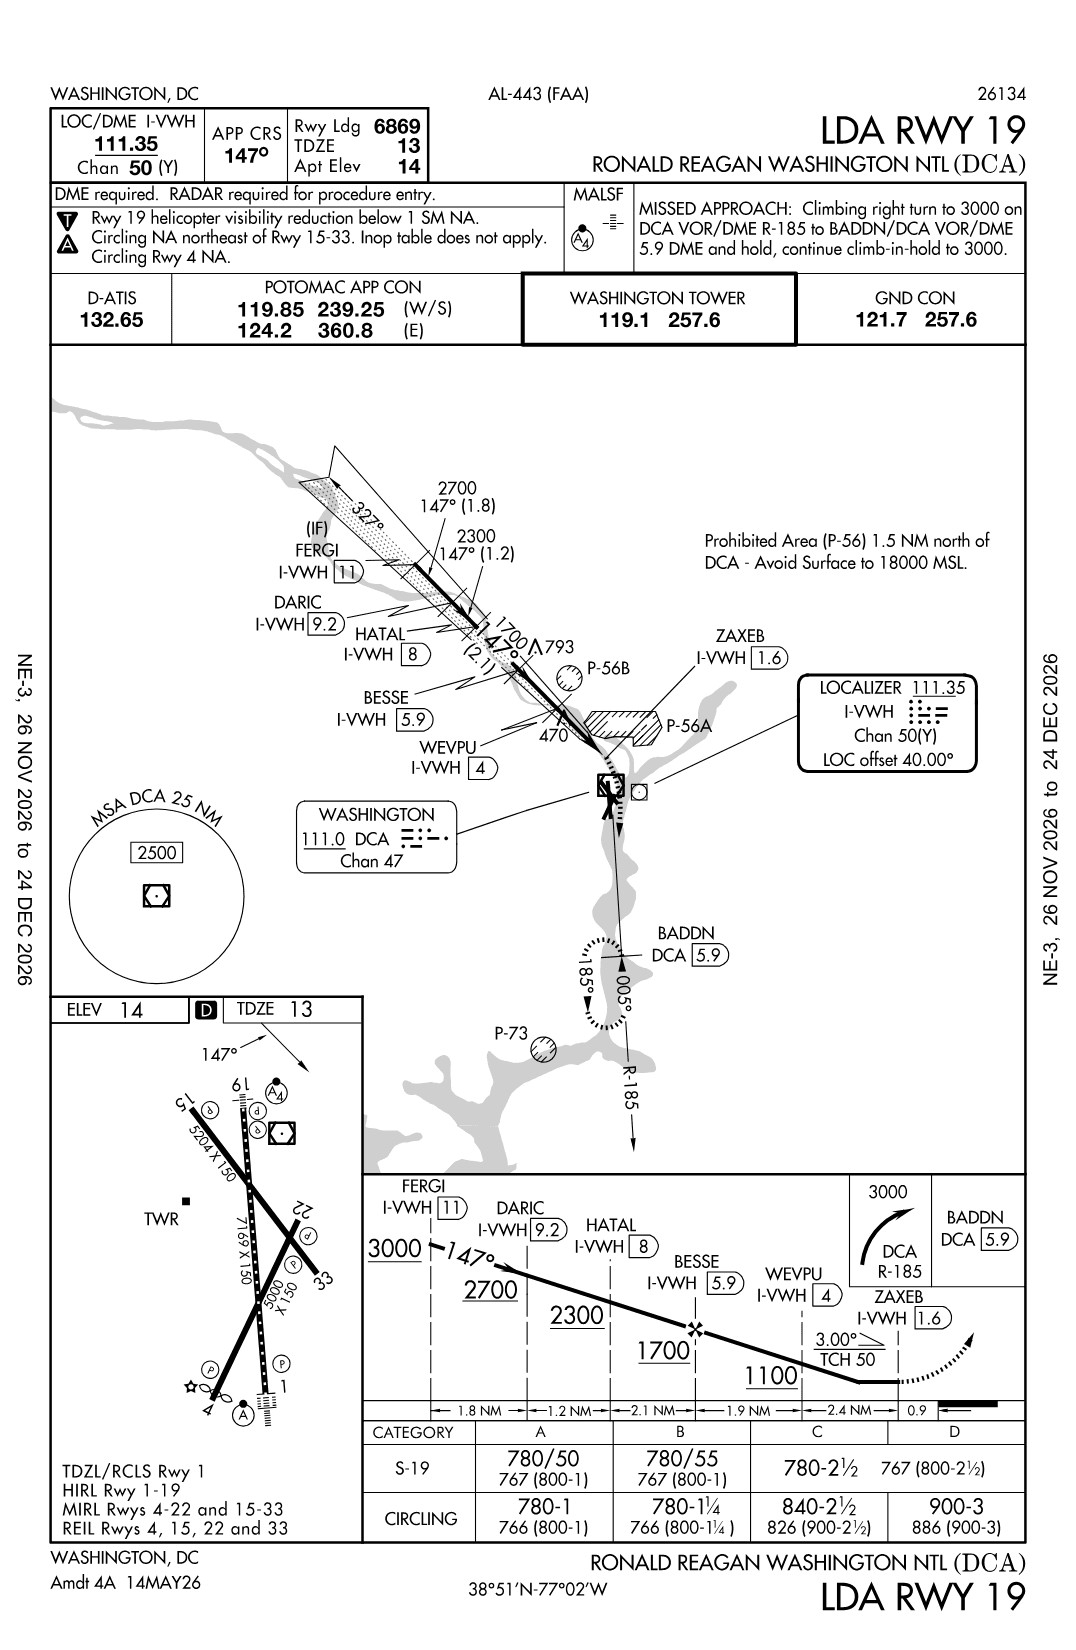 WASHINGTON, DC
AL-443 (FAA)
26134
LOC/DME I-VWH
111.35
Chan 50 (Y)
APP CRS
147°
Rwy Ldg 6869
TDZE 13
Apt Elev 14
LDA RWY 19
RONALD REAGAN WASHINGTON NTL (DCA)
DME required. RADAR required for procedure entry.
T
A
Rwy 19 helicopter visibility reduction below 1 SM NA.
Circling NA northeast of Rwy 15-33. Inop table does not apply.
Circling Rwy 4 NA.
MALSF
A4
MISSED APPROACH: Climbing right turn to 3000 on
DCA VOR/DME R-185 to BADDN/DCA VOR/DME
5.9 DME and hold, continue climb-in-hold to 3000.
D-ATIS
132.65
POTOMAC APP CON
119.85 239.25 (W/S)
124.2 360.8 (E)
WASHINGTON TOWER
119.1 257.6
GND CON
121.7 257.6
327°
2700
147° (1.8)
2300
147° (1.2)
(IF)
FERGI
I-VWH 11
DARIC
I-VWH 9.2
HATAL
I-VWH 8
BESSE
I-VWH 5.9
WEVPU
I-VWH 4
1700
147°
(2.1)
793
470
P-56B
P-56A
Prohibited Area (P-56) 1.5 NM north of
DCA - Avoid Surface to 18000 MSL.
ZAXEB
I-VWH 1.6
LOCALIZER 111.35
I-VWH
Chan 50(Y)
LOC offset 40.00°
WASHINGTON
111.0 DCA
Chan 47
MSA DCA 25 NM
2500
BADDN
DCA 5.9
185°
005°
P-73
R-185
NE-3, 26 NOV 2026 to 24 DEC 2026
NE-3, 26 NOV 2026 to 24 DEC 2026
ELEV 14
D
TDZE 13
147°
19
A4
15
P
P
P
5204 X 150
TWR
7169 X 150
22
P
P
33
5000
X 150
P
4
A
P
1
TDZL/RCLS Rwy 1
HIRL Rwy 1-19
MIRL Rwys 4-22 and 15-33
REIL Rwys 4, 15, 22 and 33
FERGI
I-VWH 11
DARIC
I-VWH 9.2
HATAL
I-VWH 8
BESSE
I-VWH 5.9
WEVPU
I-VWH 4
ZAXEB
I-VWH 1.6
3000
DCA
R-185
BADDN
DCA 5.9
3000
147°
2700
2300
1700
1100
3.00°
TCH 50
1.8 NM
1.2 NM
2.1 NM
1.9 NM
2.4 NM
0.9
CATEGORY A B C D
S-19
780/50
767 (800-1)
780/55
767 (800-1)
780-2½ 767 (800-2½)
CIRCLING
780-1
766 (800-1)
780-1¼
766 (800-1¼ )
840-2½
826 (900-2½)
900-3
886 (900-3)
WASHINGTON, DC
Amdt 4A 14MAY26
38°51'N-77°02'W
RONALD REAGAN WASHINGTON NTL (DCA)
LDA RWY 19